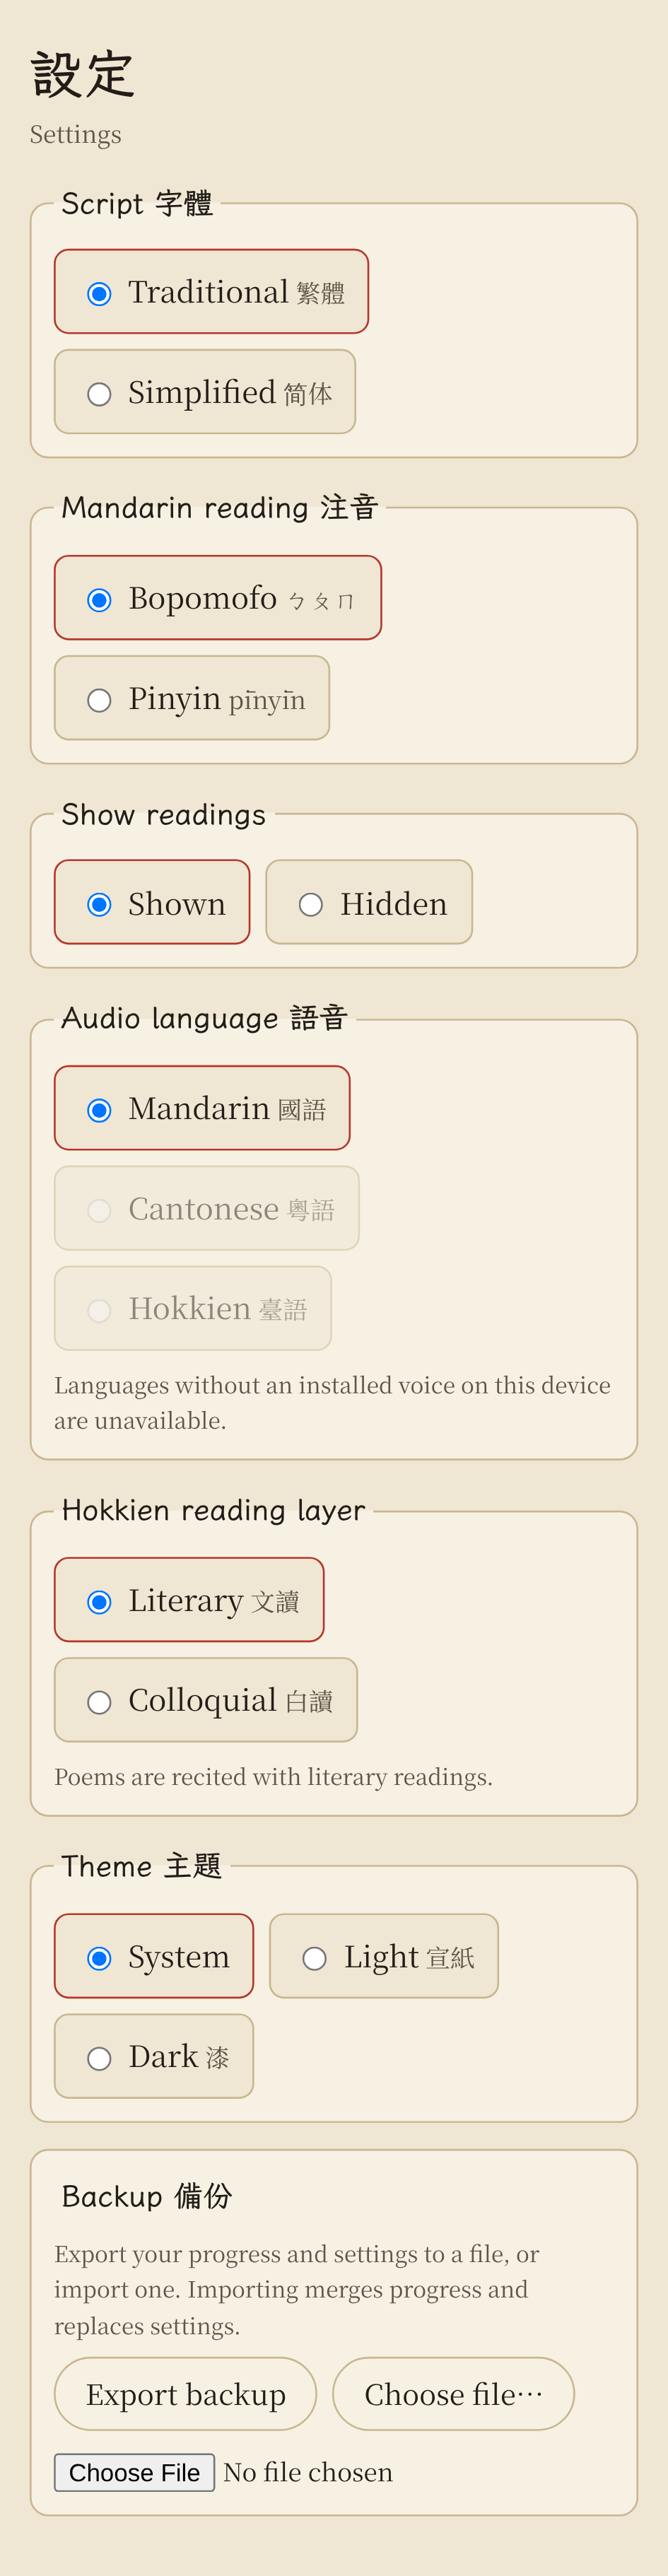 設定
Settings
Script 字體
Traditional 繁體
Simplified 简体
Mandarin reading 注音
Bopomofo ㄅㄆㄇ
Pinyin pīnyīn
Show readings
Shown
Hidden
Audio language 語音
Mandarin 國語
Cantonese 粵語
Hokkien 臺語
Languages without an installed voice on this device
are unavailable.
Hokkien reading layer
Literary 文讀
Colloquial 白讀
Poems are recited with literary readings.
Theme 主題
System
Light 宣紙
Dark 漆
Backup 備份
Export your progress and settings to a file, or
import one. Importing merges progress and
replaces settings.
Export backup
Choose file…
Choose File No file chosen